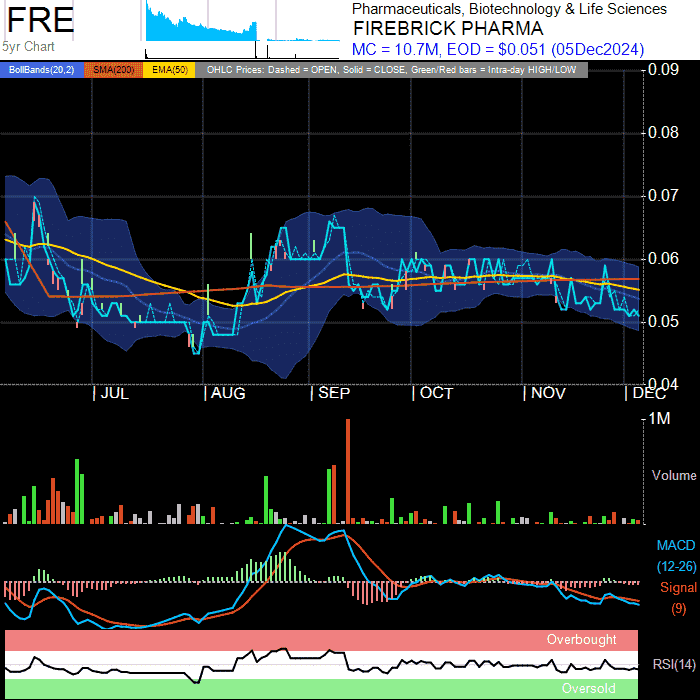 FRE
5yr Chart
Pharmaceuticals, Biotechnology & Life Sciences
FIREBRICK PHARMA
MC = 10.7M, EOD = $0.051 (05Dec2024)
BollBands(20,2) SMA(200) EMA(50) OHLC Prices: Dashed = OPEN, Solid = CLOSE, Green/Red bars = Intra-day HIGH/LOW
0.09
0.08
0.07
0.06
0.05
0.04
| JUL | AUG | SEP | OCT | NOV | DEC
1M
Volume
MACD
(12-26)
Signal
(9)
Overbought
RSI(14)
Oversold